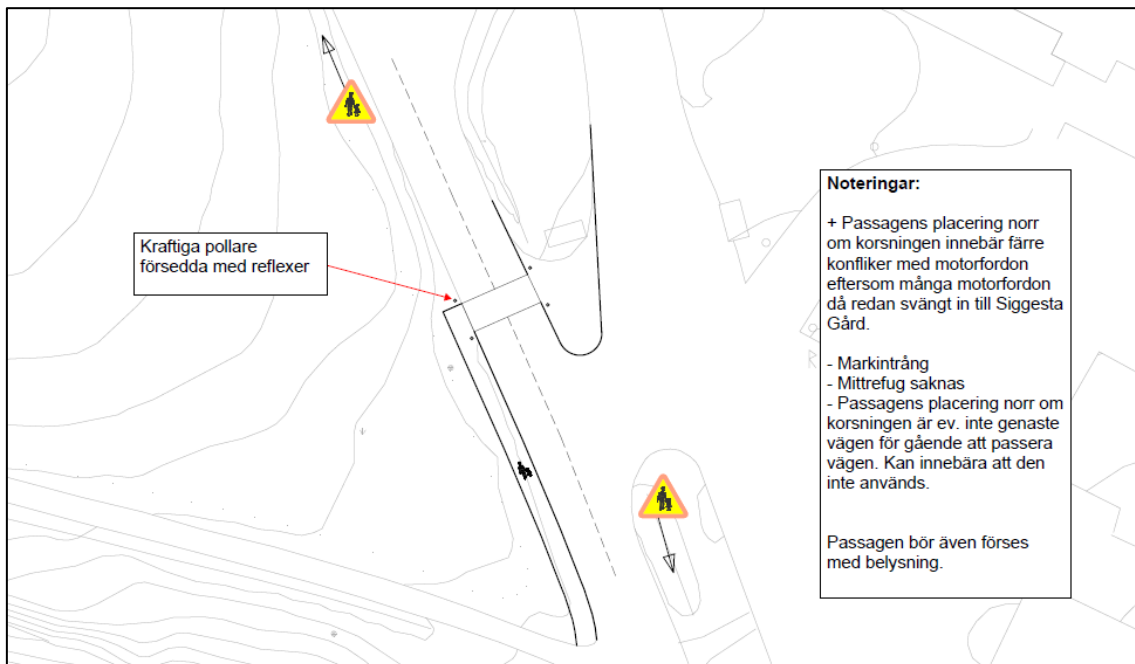 Kraftiga pollare
försedda med reflexer
Noteringar:
+ Passagens placering norr
om korsningen innebär färre
konfliker med motorfordon
eftersom många motorfordon
då redan svängt in till Siggesta
Gård.
- Markintrång
- Mittrefug saknas
- Passagens placering norr om
korsningen är ev. inte genaste
vägen för gående att passera
vägen. Kan innebära att den
inte används.
Passagen bör även förses
med belysning.